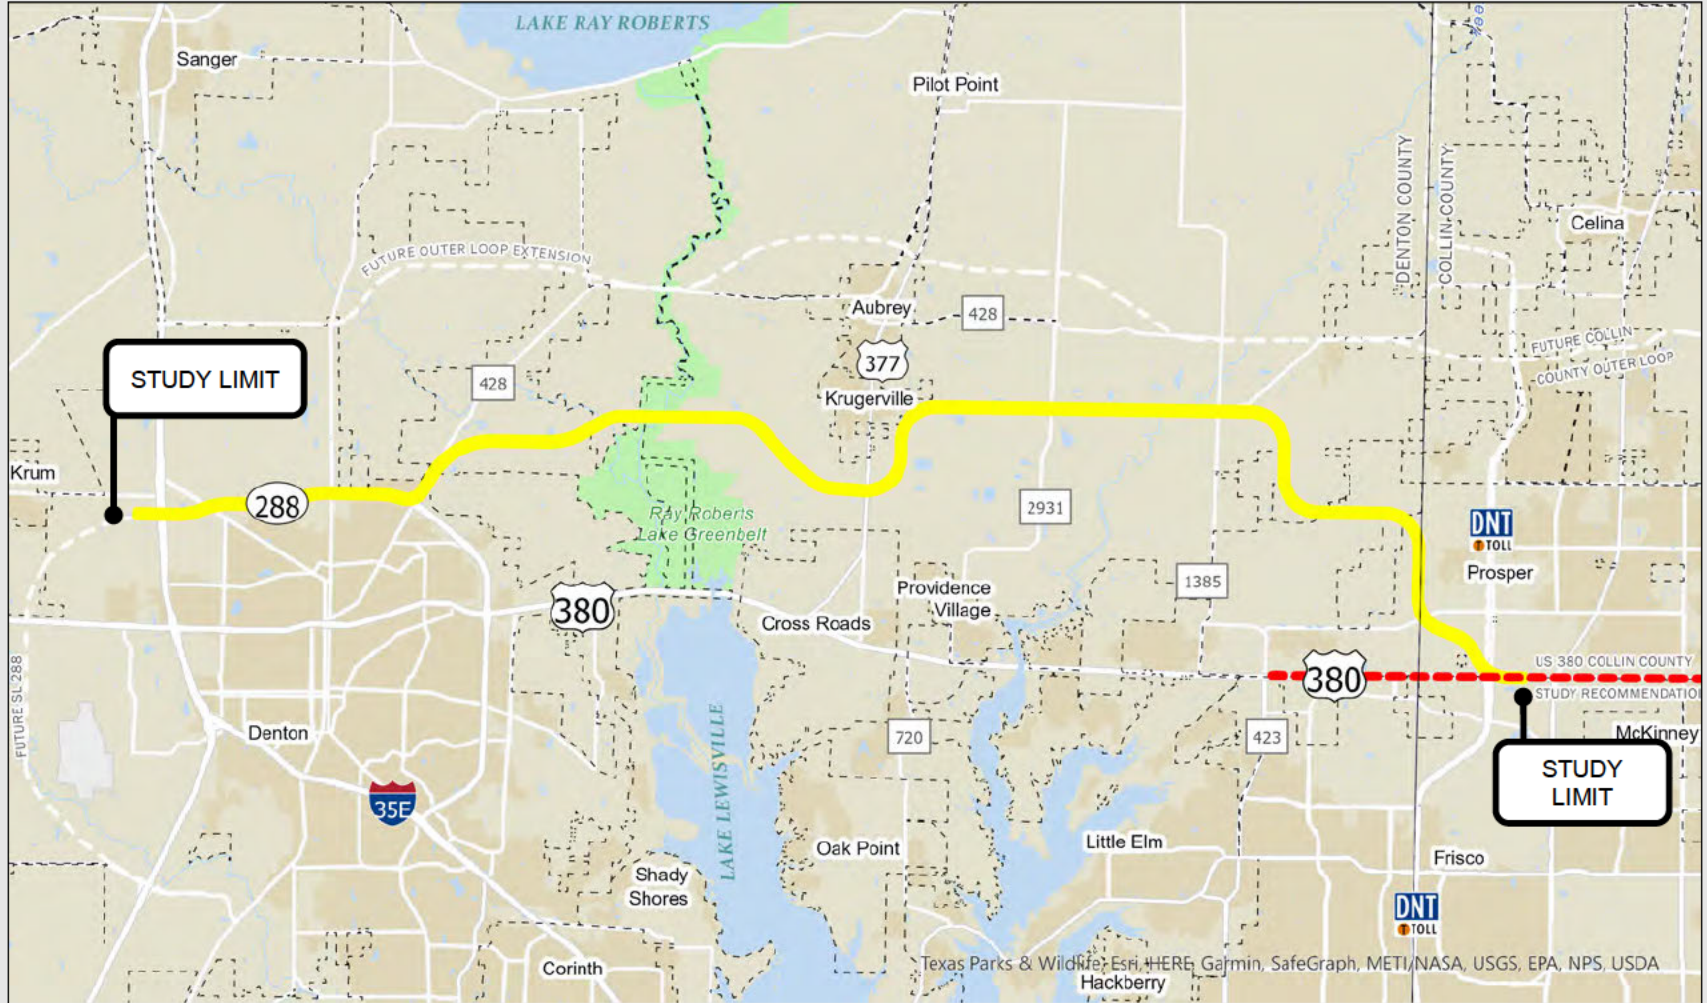 LAKE RAY ROBERTS
Sanger
Pilot Point
DENTON COUNTY
COLLIN COUNTY
Celina
FUTURE OUTER LOOP EXTENSION
Aubrey
428
FUTURE COLLIN
COUNTY OUTER LOOP
377
STUDY LIMIT
428
Krugerville
Krum
288
2931
Ray Roberts
Lake Greenbelt
DNT
TOLL
Prosper
1385
Providence
Village
380
Cross Roads
US 380 COLLIN COUNTY
380
STUDY RECOMMENDATIO
FUTURE SL 288
Denton
720
423
McKinney
LAKE LEWISVILLE
STUDY
LIMIT
35E
Oak Point
Little Elm
Frisco
Shady
Shores
DNT
TOLL
Corinth
Texas Parks & Wildlife, Esri, HERE, Garmin, SafeGraph, METI/NASA, USGS, EPA, NPS, USDA
Hackberry